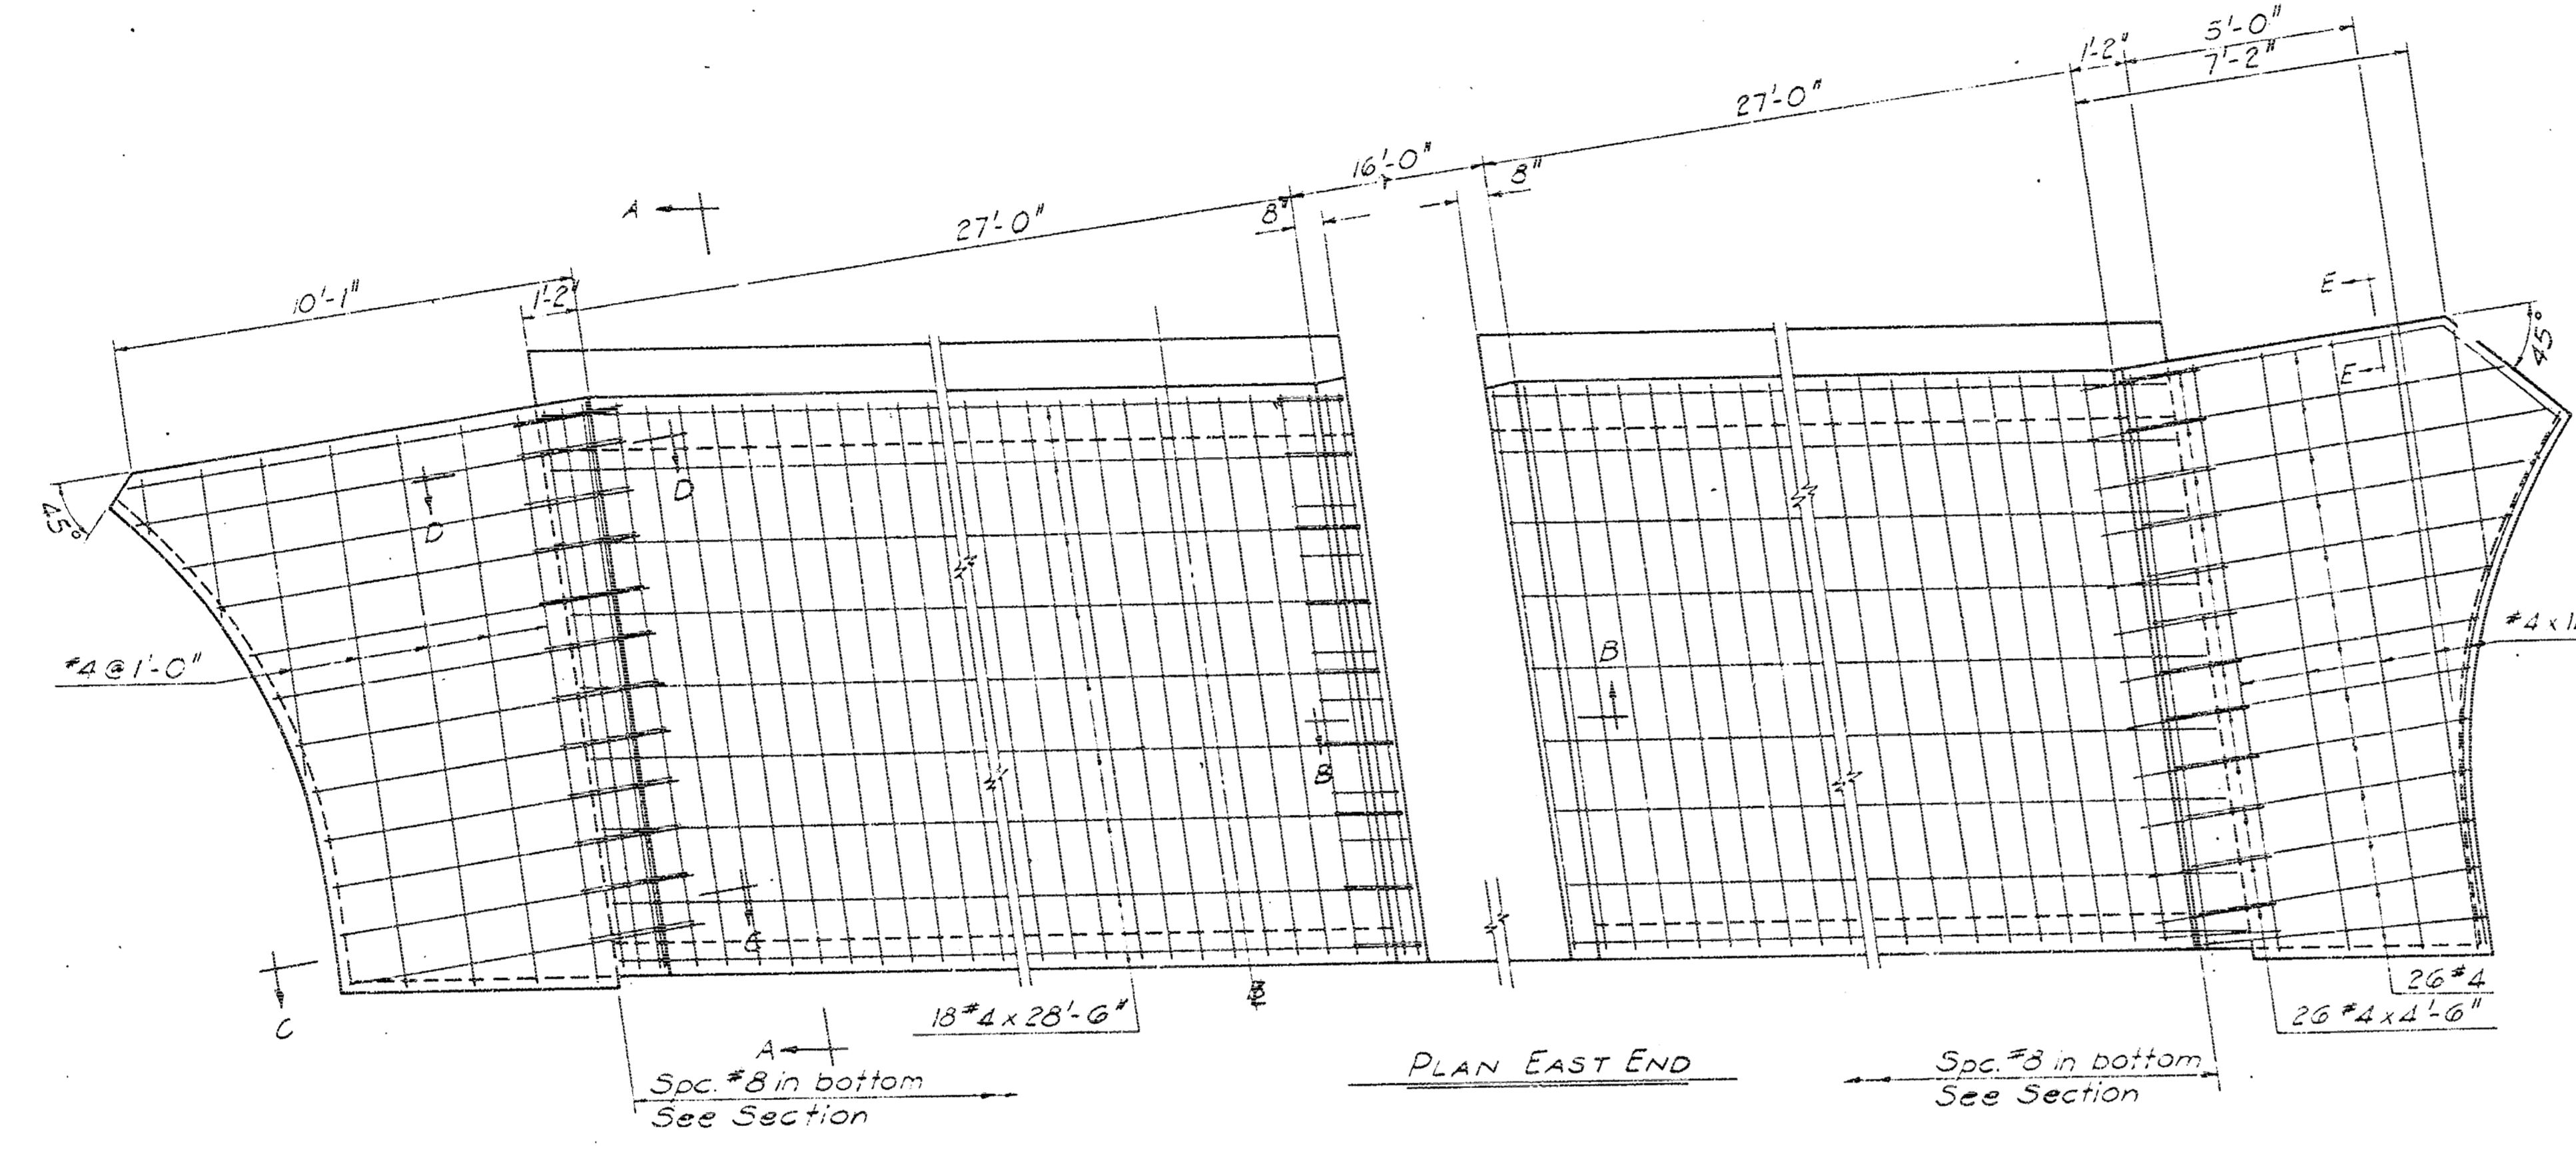 5'-0"
1'-2"
7'-2"
27'-0"
16'-0"
8"
A
27'-0"
8"
10'-1"
1'-2"
E
45°
E
D
D
45°
#4 @ 1'-0"
B
B
C
C
18 #4 x 28'-6"
26 #4
26 #4 x 4'-6"
A
PLAN EAST END
Spc. #8 in bottom
See Section
Spc. #8 in bottom
See Section